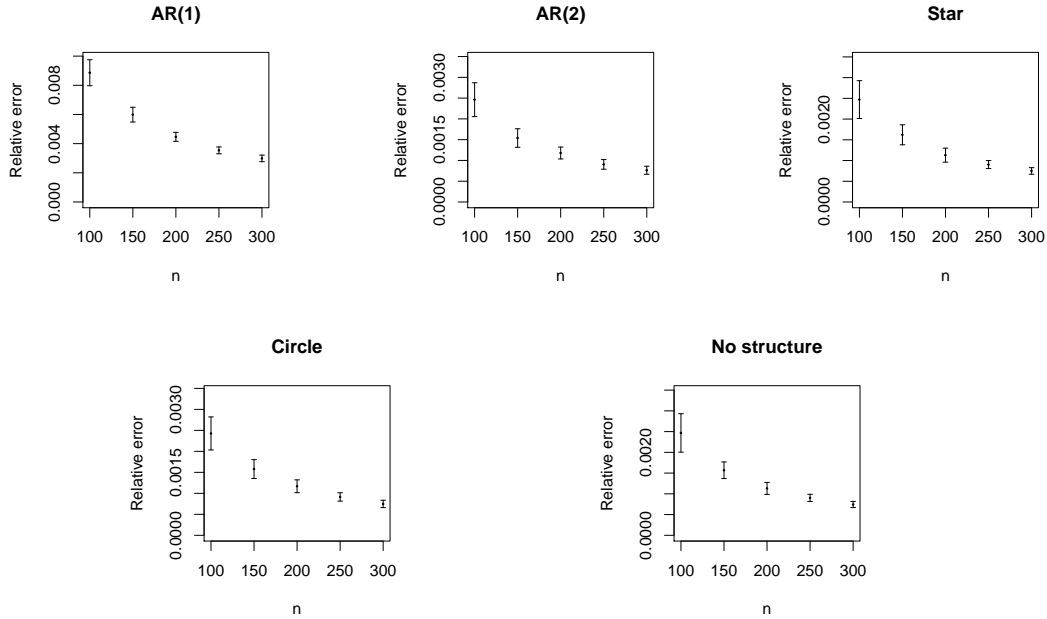 AR(1)
Relative error
0.000 0.004 0.008
100 150 200 250 300
n
AR(2)
Relative error
0.0000 0.0015 0.0030
100 150 200 250 300
n
Star
Relative error
0.0000 0.0020
100 150 200 250 300
n
Circle
Relative error
0.0000 0.0015 0.0030
100 150 200 250 300
n
No structure
Relative error
0.0000 0.0020
100 150 200 250 300
n